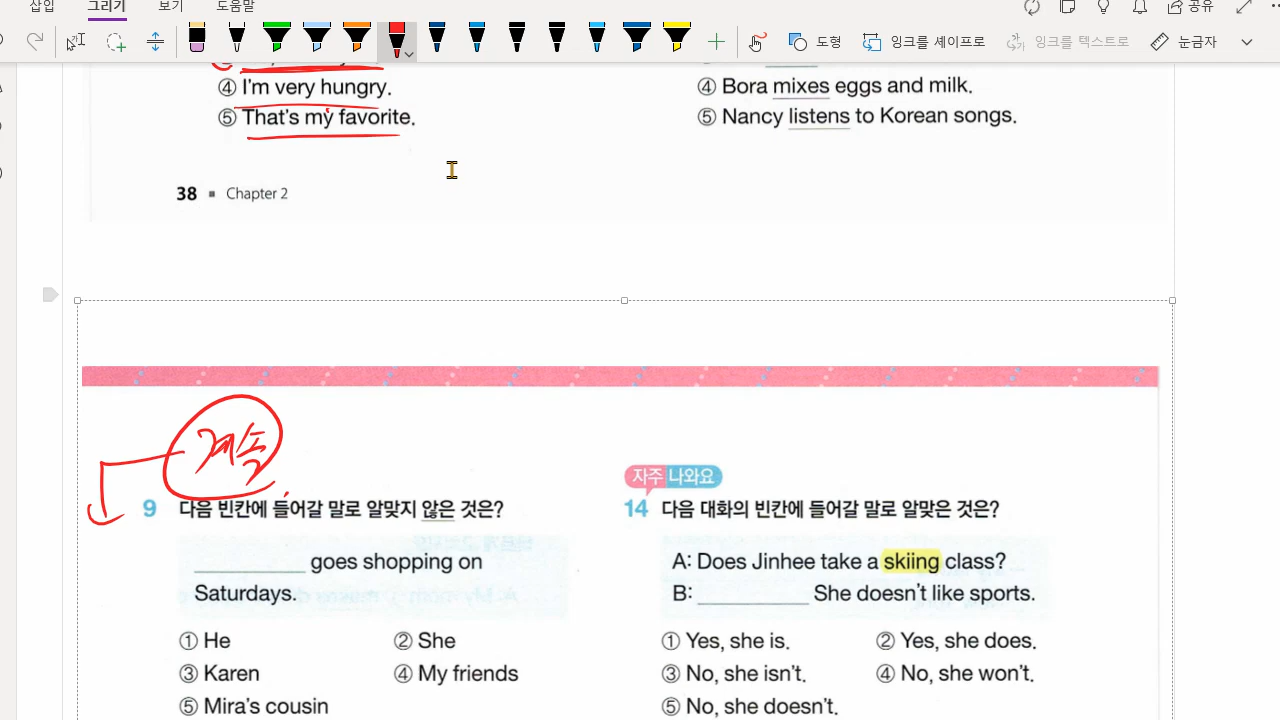 삽입 그리기 보기 도움말
공유
도형 잉크를 셰이프로 잉크를 텍스트로 눈금자
④ I'm very hungry.
⑤ That's my favorite.
④ Bora mixes eggs and milk.
⑤ Nancy listens to Korean songs.
38 ■ Chapter 2
계속
9 다음 빈칸에 들어갈 말로 알맞지 않은 것은?
__________ goes shopping on
Saturdays.
① He ② She
③ Karen ④ My friends
⑤ Mira's cousin
자주 나와요
14 다음 대화의 빈칸에 들어갈 말로 알맞은 것은?
A: Does Jinhee take a skiing class?
B: __________ She doesn't like sports.
① Yes, she is. ② Yes, she does.
③ No, she isn't. ④ No, she won't.
⑤ No, she doesn't.